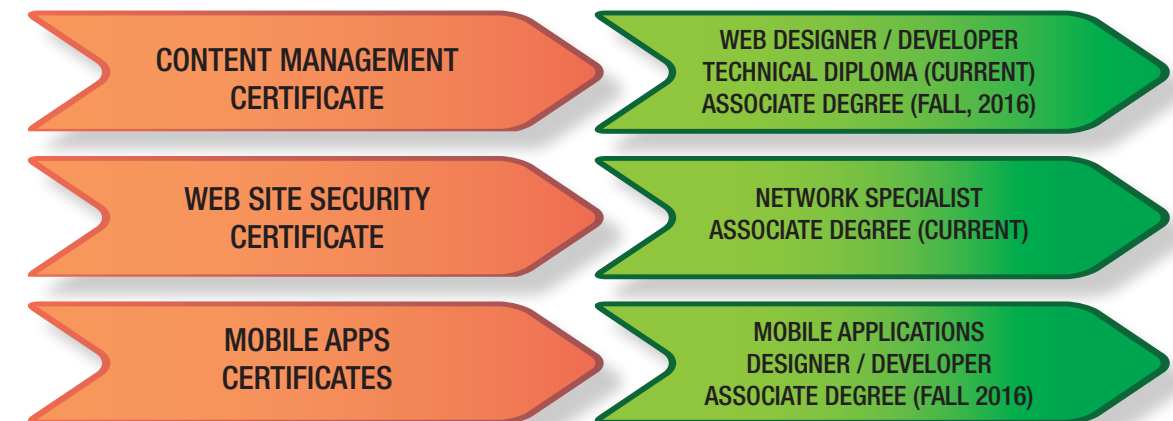 CONTENT MANAGEMENT
CERTIFICATE
WEB DESIGNER / DEVELOPER
TECHNICAL DIPLOMA (CURRENT)
ASSOCIATE DEGREE (FALL, 2016)
WEB SITE SECURITY
CERTIFICATE
NETWORK SPECIALIST
ASSOCIATE DEGREE (CURRENT)
MOBILE APPS
CERTIFICATES
MOBILE APPLICATIONS
DESIGNER / DEVELOPER
ASSOCIATE DEGREE (FALL 2016)